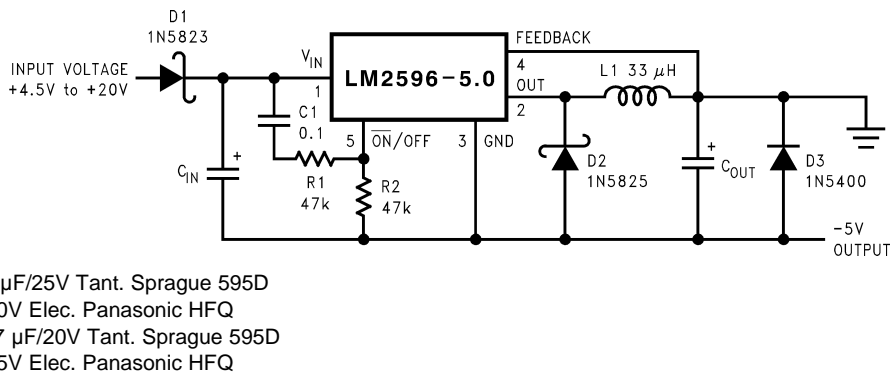 D1
1N5823
INPUT VOLTAGE
+4.5V to +20V
V_IN
1
LM2596-5.0
FEEDBACK
4
OUT
2
L1 33 μH
C1
0.1
5
O̅N̅/OFF
3
GND
C_IN
+
R1
47k
R2
47k
D2
1N5825
+
C_OUT
D3
1N5400
-5V
OUTPUT
μF/25V Tant. Sprague 595D
0V Elec. Panasonic HFQ
7 μF/20V Tant. Sprague 595D
5V Elec. Panasonic HFQ